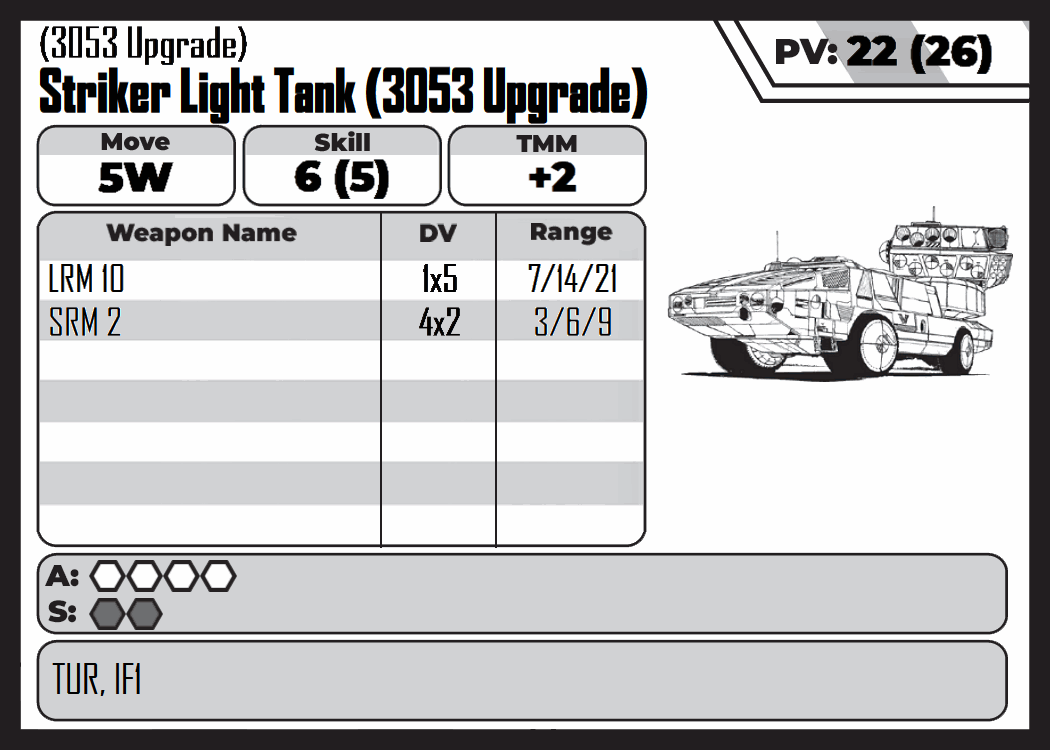 (3053 Upgrade)
Striker Light Tank (3053 Upgrade)
PV: 22 (26)
Move Skill TMM
5W 6 (5) +2
Weapon Name DV Range
LRM 10 1x5 7/14/21
SRM 2 4x2 3/6/9
A:
S:
TUR, IF1